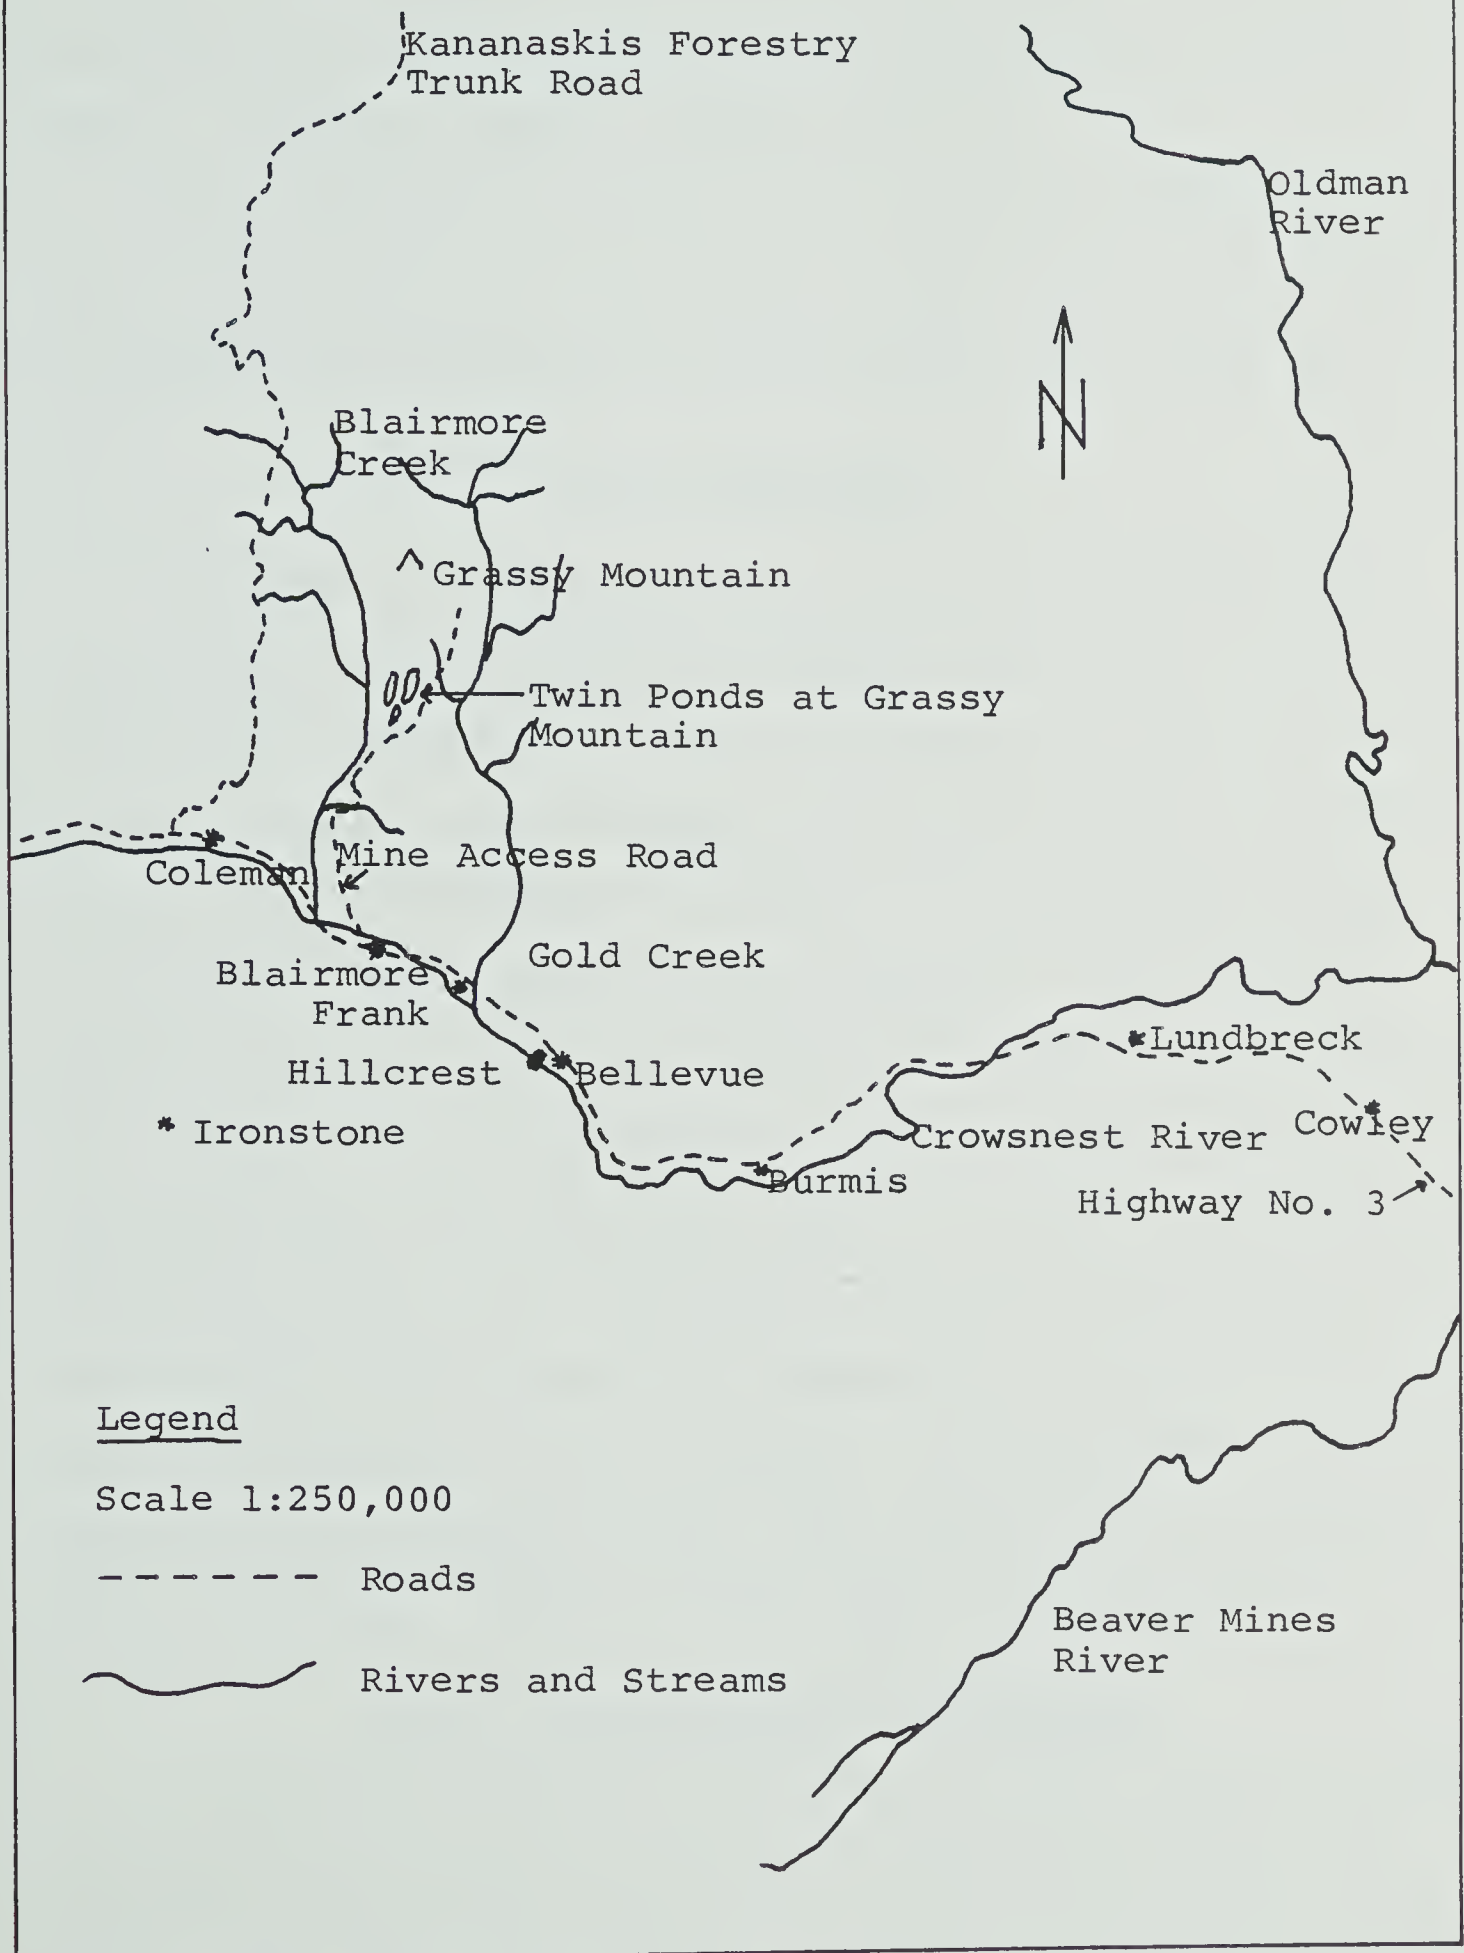 Kananaskis Forestry
Trunk Road
Oldman
River
N
Blairmore
Creek
Grassy Mountain
Twin Ponds at Grassy
Mountain
Mine Access Road
Coleman
Gold Creek
Blairmore
Frank
Lundbreck
Hillcrest
Bellevue
Ironstone
Crowsnest River
Cowley
Burmis
Highway No. 3
Legend
Scale 1:250,000
Roads
Beaver Mines
River
Rivers and Streams